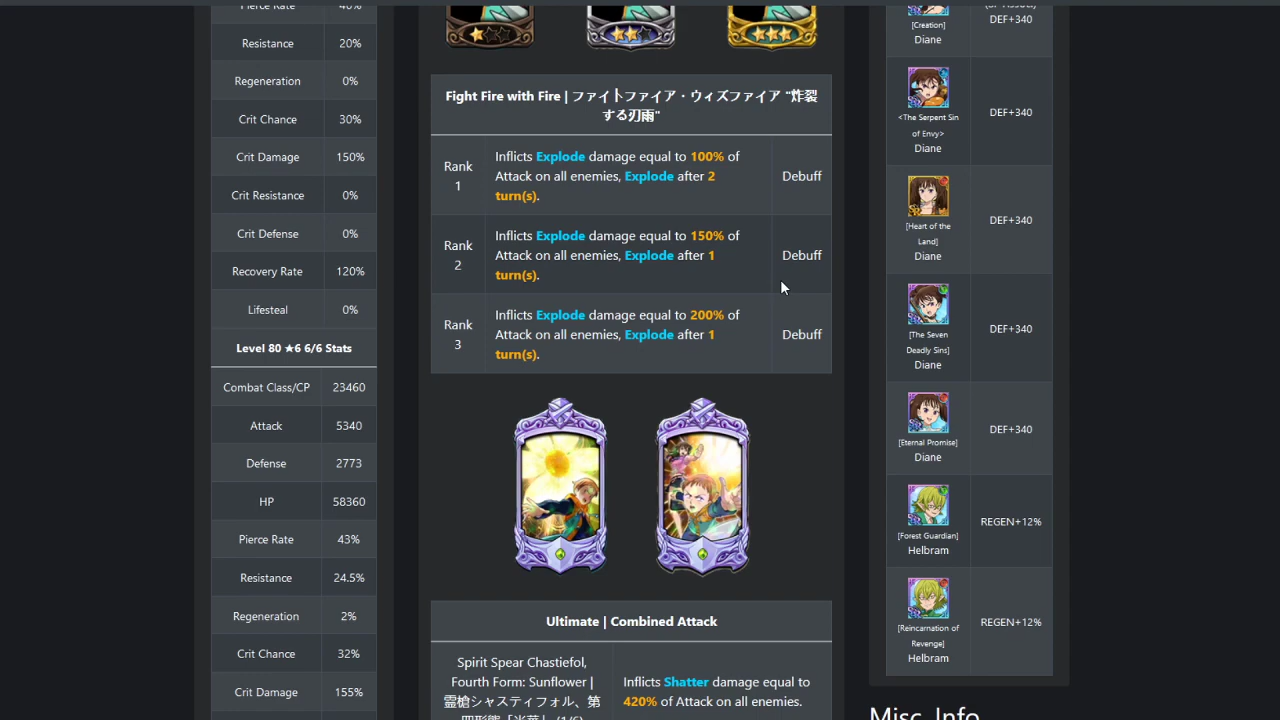 Pierce Rate 40%
Resistance 20%
Regeneration 0%
Crit Chance 30%
Crit Damage 150%
Crit Resistance 0%
Crit Defense 0%
Recovery Rate 120%
Lifesteal 0%
Level 80 ★6 6/6 Stats
Combat Class/CP 23460
Attack 5340
Defense 2773
HP 58360
Pierce Rate 43%
Resistance 24.5%
Regeneration 2%
Crit Chance 32%
Crit Damage 155%
Fight Fire with Fire | ファイトファイア・ウィズファイア "炸裂
する刃雨"
Rank
1
Inflicts Explode damage equal to 100% of
Attack on all enemies, Explode after 2
turn(s).
Debuff
Rank
2
Inflicts Explode damage equal to 150% of
Attack on all enemies, Explode after 1
turn(s).
Debuff
Rank
3
Inflicts Explode damage equal to 200% of
Attack on all enemies, Explode after 1
turn(s).
Debuff
Ultimate | Combined Attack
Spirit Spear Chastiefol,
Fourth Form: Sunflower |
霊槍シャスティフォル、第
Inflicts Shatter damage equal to
420% of Attack on all enemies.
[Creation]
Diane
DEF+340
<The Serpent Sin
of Envy>
Diane
DEF+340
[Heart of the
Land]
Diane
DEF+340
[The Seven
Deadly Sins]
Diane
DEF+340
[Eternal Promise]
Diane
DEF+340
[Forest Guardian]
Helbram
REGEN+12%
[Reincarnation of
Revenge]
Helbram
REGEN+12%
Misc. Info